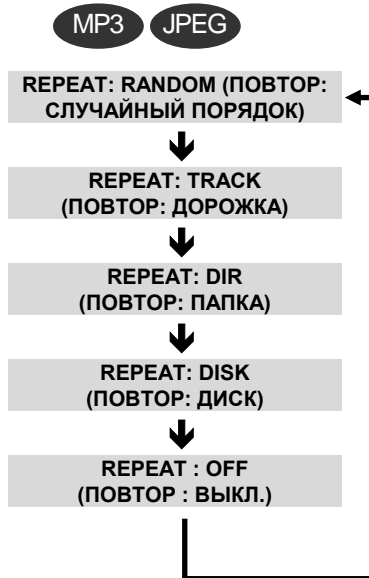 MP3 JPEG
REPEAT: RANDOM (ПОВТОР:
СЛУЧАЙНЫЙ ПОРЯДОК)
REPEAT: TRACK
(ПОВТОР: ДОРОЖКА)
REPEAT: DIR
(ПОВТОР: ПАПКА)
REPEAT: DISK
(ПОВТОР: ДИСК)
REPEAT : OFF
(ПОВТОР : ВЫКЛ.)